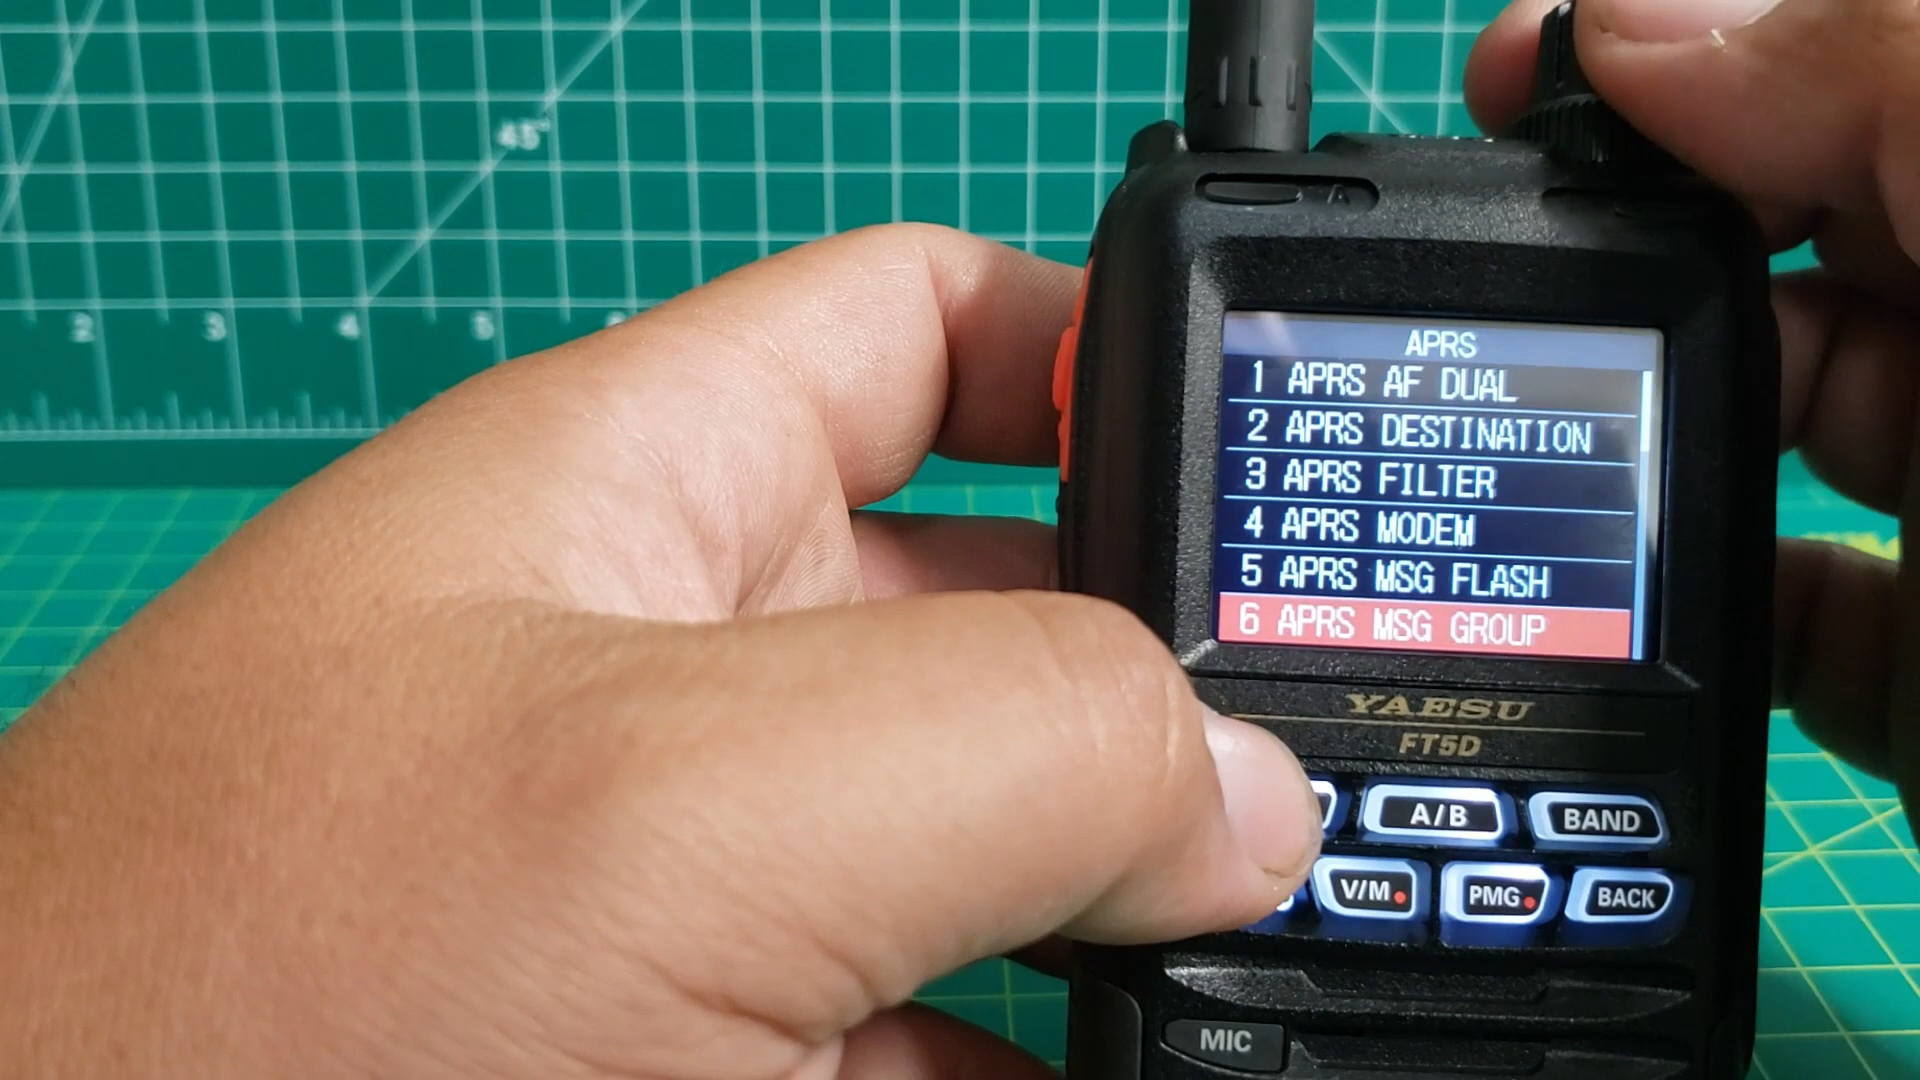 45°
2 3 4 5
A
APRS
1 APRS AF DUAL
2 APRS DESTINATION
3 APRS FILTER
4 APRS MODEM
5 APRS MSG FLASH
6 APRS MSG GROUP
YAESU
FT5D
A/B BAND
V/M PMG BACK
MIC